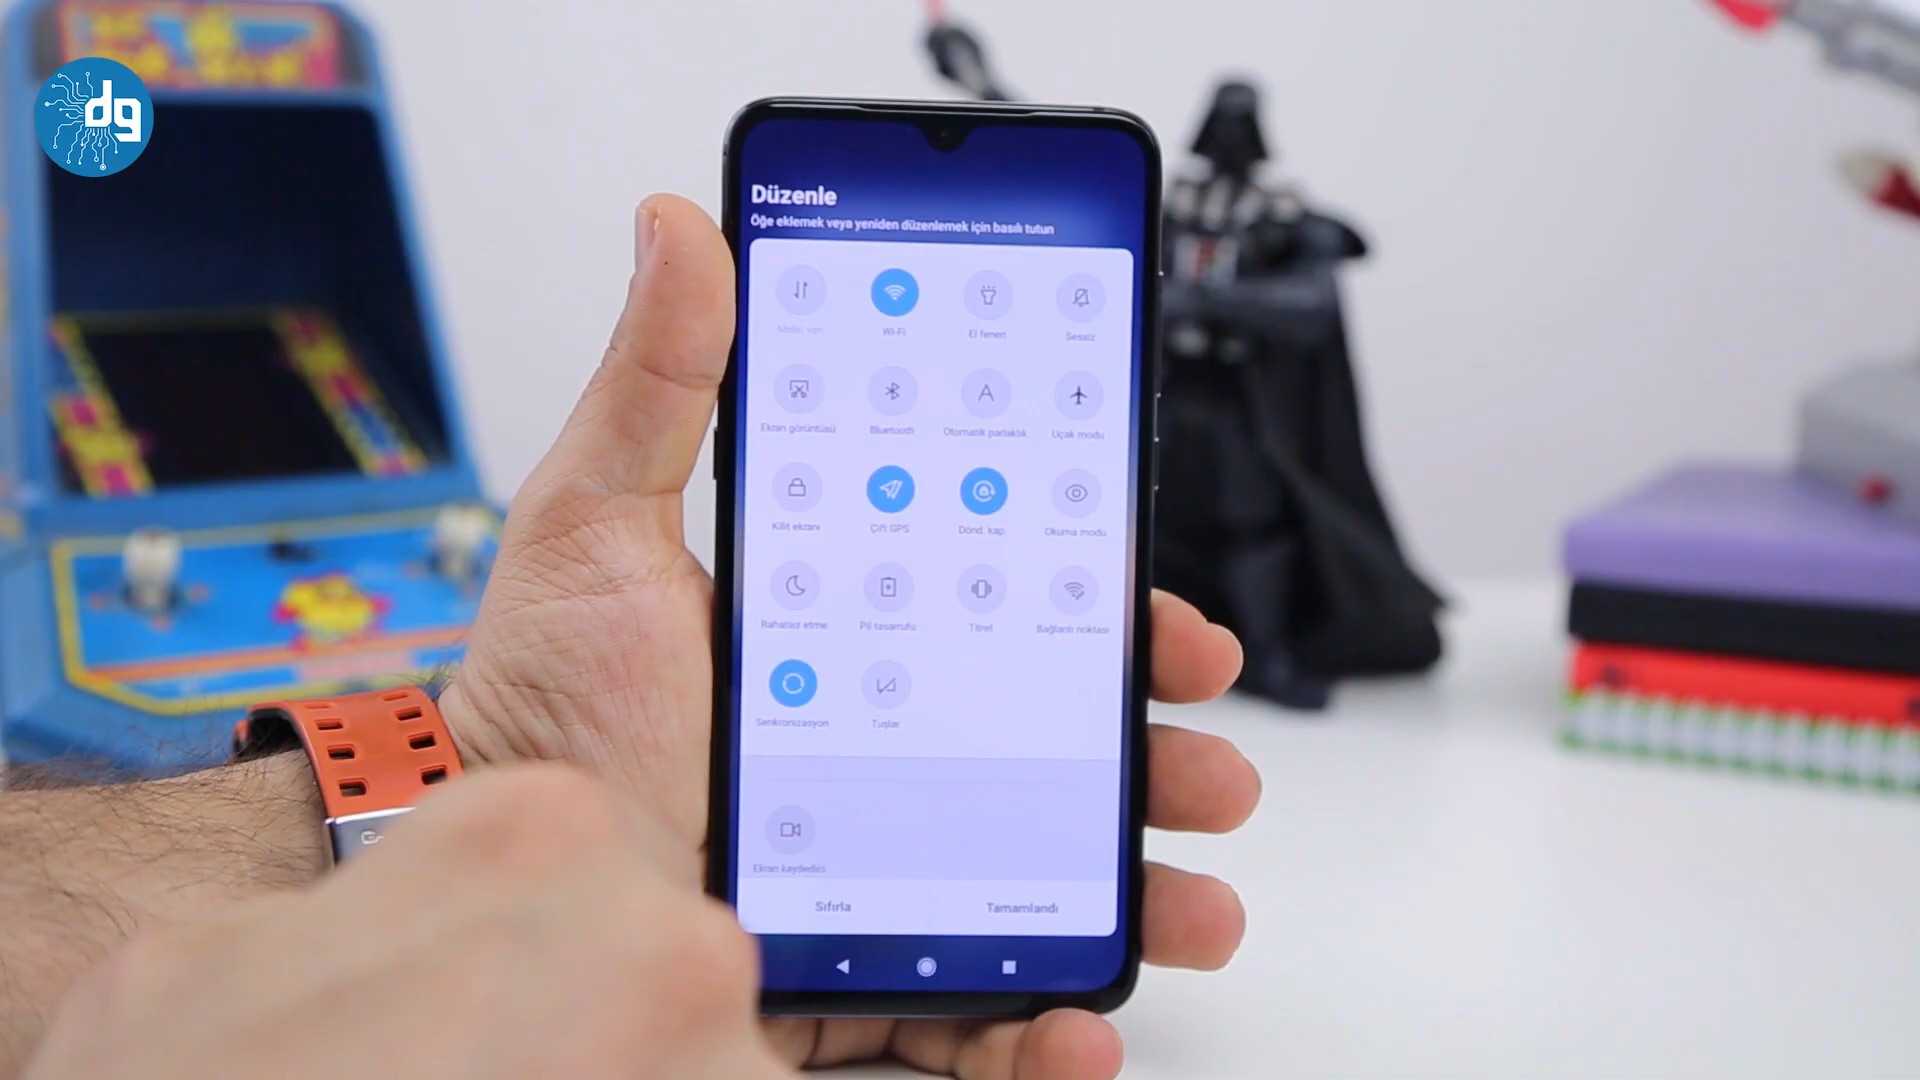 dg
Düzenle
Öğe eklemek veya yeniden düzenlemek için basılı tutun
Mobil veri
Wi-Fi
El feneri
Sessiz
Ekran görüntüsü
Bluetooth
A
Otomatik parlaklık
Uçak modu
Kilit ekranı
Çift GPS
Dönd. kap.
Okuma modu
Rahatsız etme
Pil tasarrufu
Titret
Bağlantı noktası
Senkronizasyon
Tuşlar
Ekran kaydedici
Sıfırla
Tamamlandı